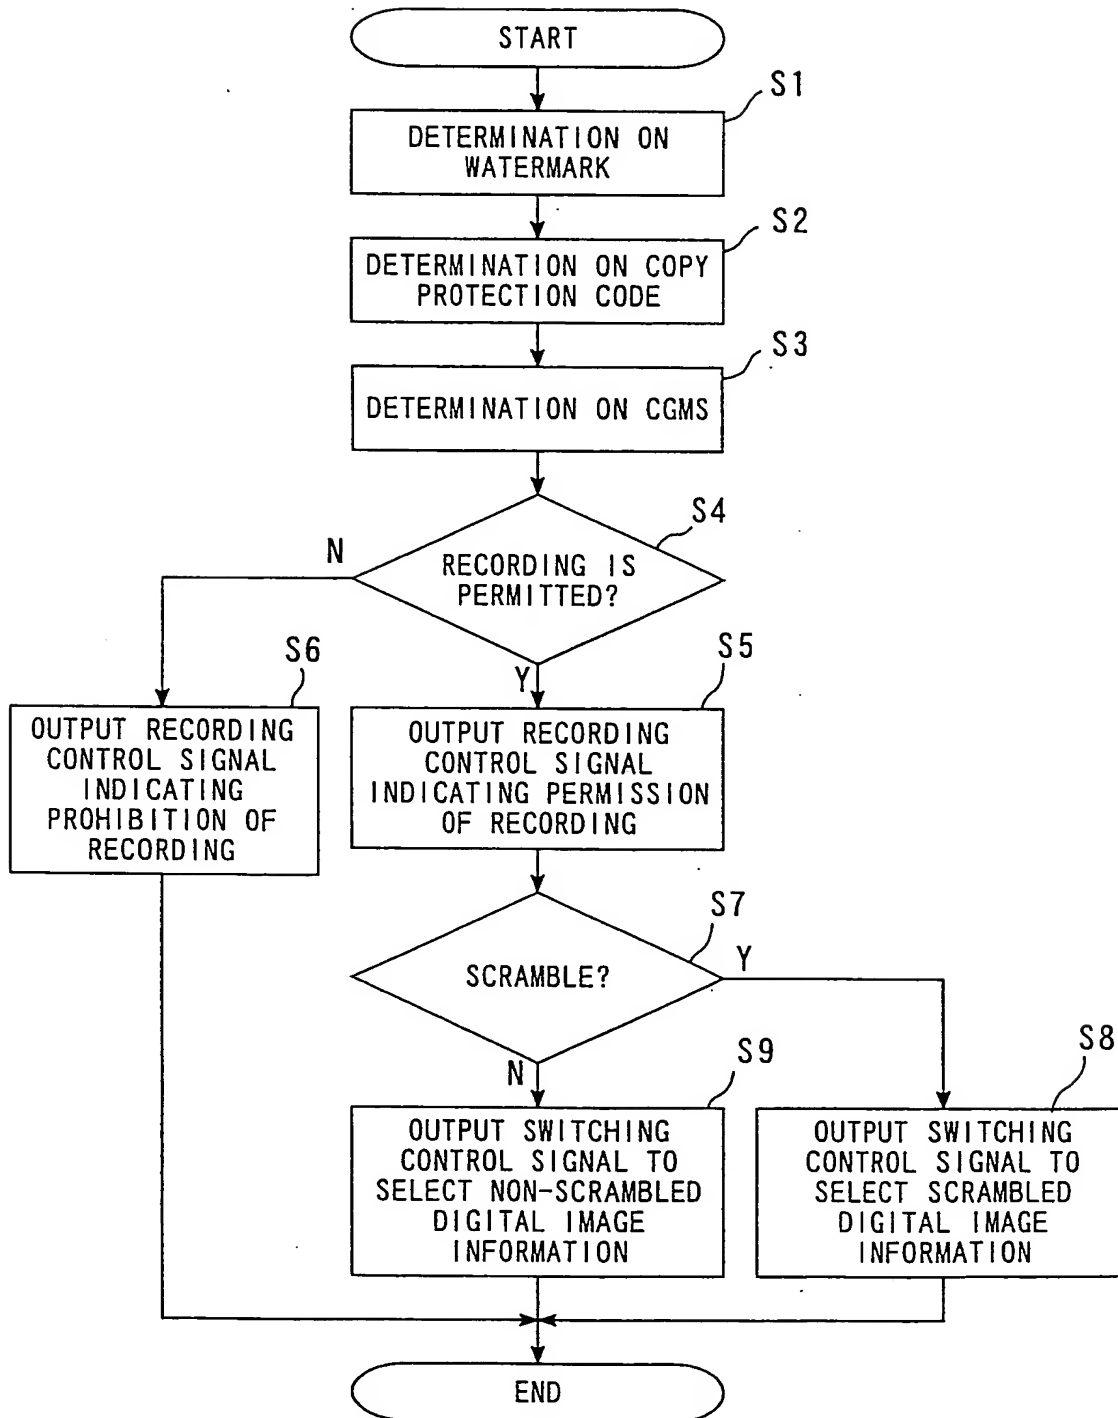 START
S1
DETERMINATION ON
WATERMARK
S2
DETERMINATION ON COPY
PROTECTION CODE
S3
DETERMINATION ON CGMS
S4
N
RECORDING IS
PERMITTED?
Y
S6
OUTPUT RECORDING
CONTROL SIGNAL
INDICATING
PROHIBITION OF
RECORDING
S5
OUTPUT RECORDING
CONTROL SIGNAL
INDICATING PERMISSION
OF RECORDING
S7
SCRAMBLE?
Y
N
S9
OUTPUT SWITCHING
CONTROL SIGNAL TO
SELECT NON-SCRAMBLED
DIGITAL IMAGE
INFORMATION
S8
OUTPUT SWITCHING
CONTROL SIGNAL TO
SELECT SCRAMBLED
DIGITAL IMAGE
INFORMATION
END